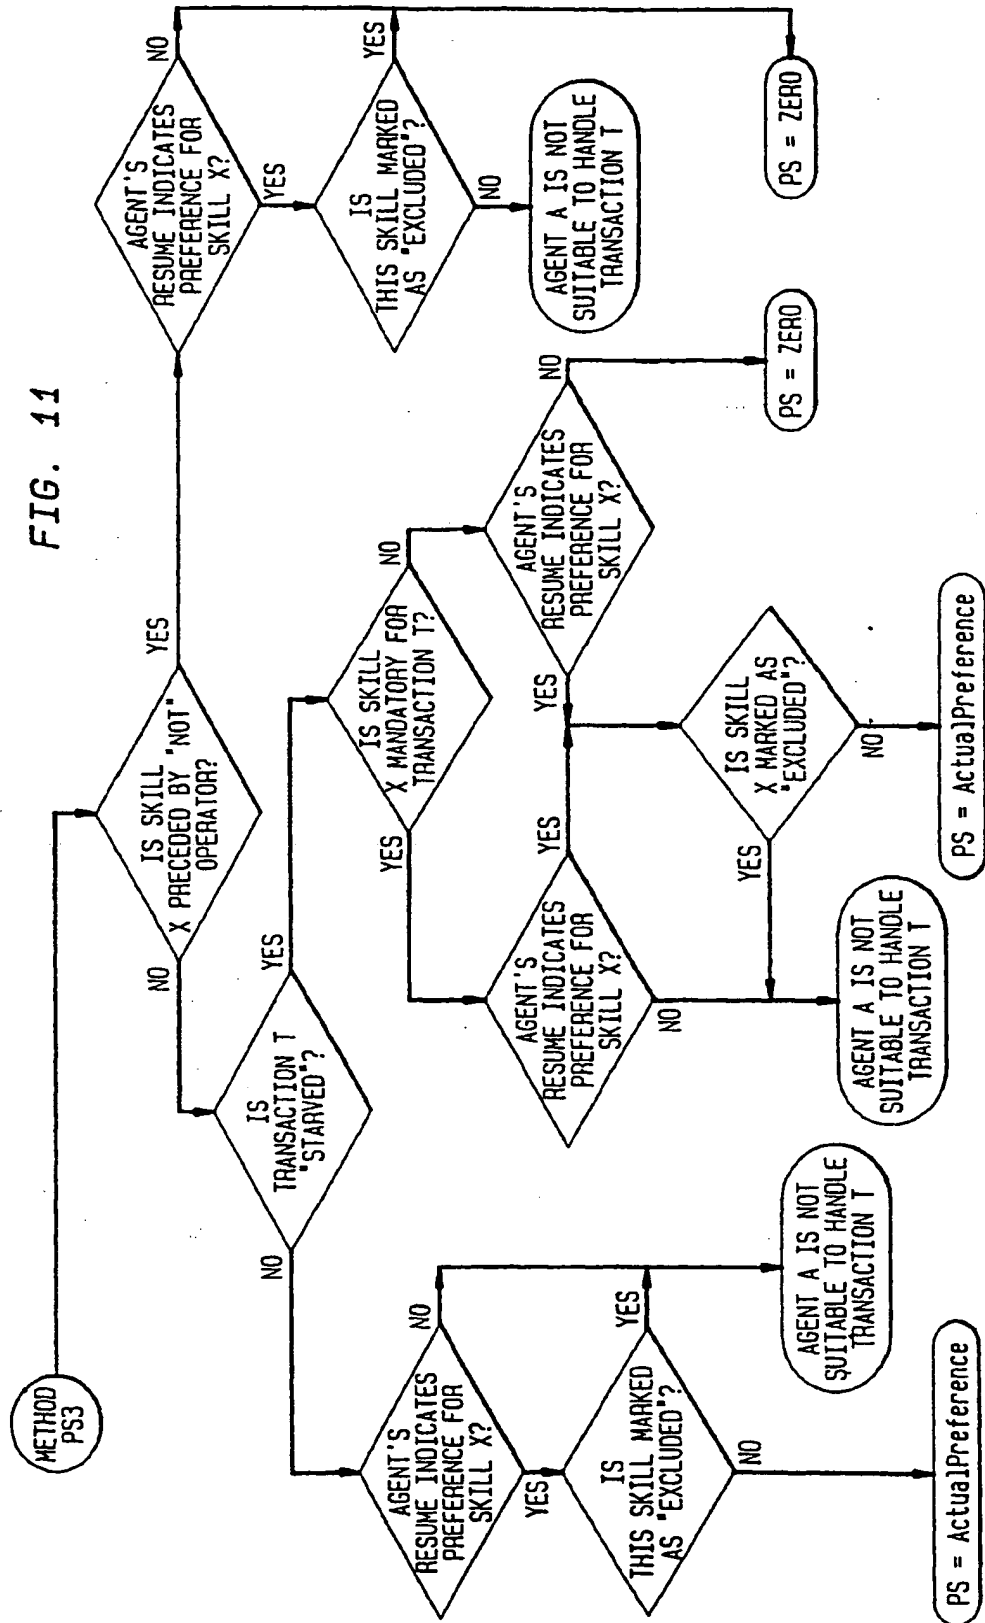 FIG. 11
METHOD
PS3
IS SKILL
X PRECEDED BY "NOT"
OPERATOR?
NO
YES
IS
TRANSACTION T
"STARVED"?
NO
YES
AGENT'S
RESUME INDICATES
PREFERENCE FOR
SKILL X?
NO
YES
IS
THIS SKILL MARKED
AS "EXCLUDED"?
YES
NO
AGENT A IS NOT
SUITABLE TO HANDLE
TRANSACTION T
PS = ActualPreference
IS SKILL
X MANDATORY FOR
TRANSACTION T?
YES
NO
AGENT'S
RESUME INDICATES
PREFERENCE FOR
SKILL X?
YES
NO
AGENT'S
RESUME INDICATES
PREFERENCE FOR
SKILL X?
YES
NO
IS SKILL
X MARKED AS
"EXCLUDED"?
YES
NO
AGENT A IS NOT
SUITABLE TO HANDLE
TRANSACTION T
PS = ActualPreference
PS = ZERO
AGENT'S
RESUME INDICATES
PREFERENCE FOR
SKILL X?
NO
YES
IS
THIS SKILL MARKED
AS "EXCLUDED"?
YES
NO
AGENT A IS NOT
SUITABLE TO HANDLE
TRANSACTION T
PS = ZERO